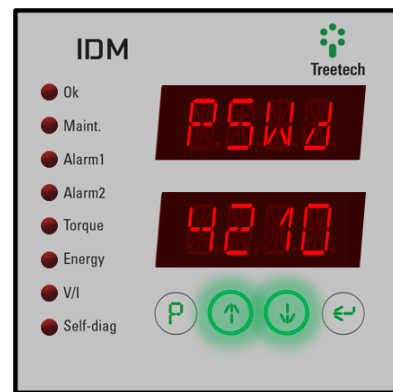 IDM
Treetech
Ok
Maint.
Alarm1
Alarm2
Torque
Energy
V/I
Self-diag
PSWd
4210
P